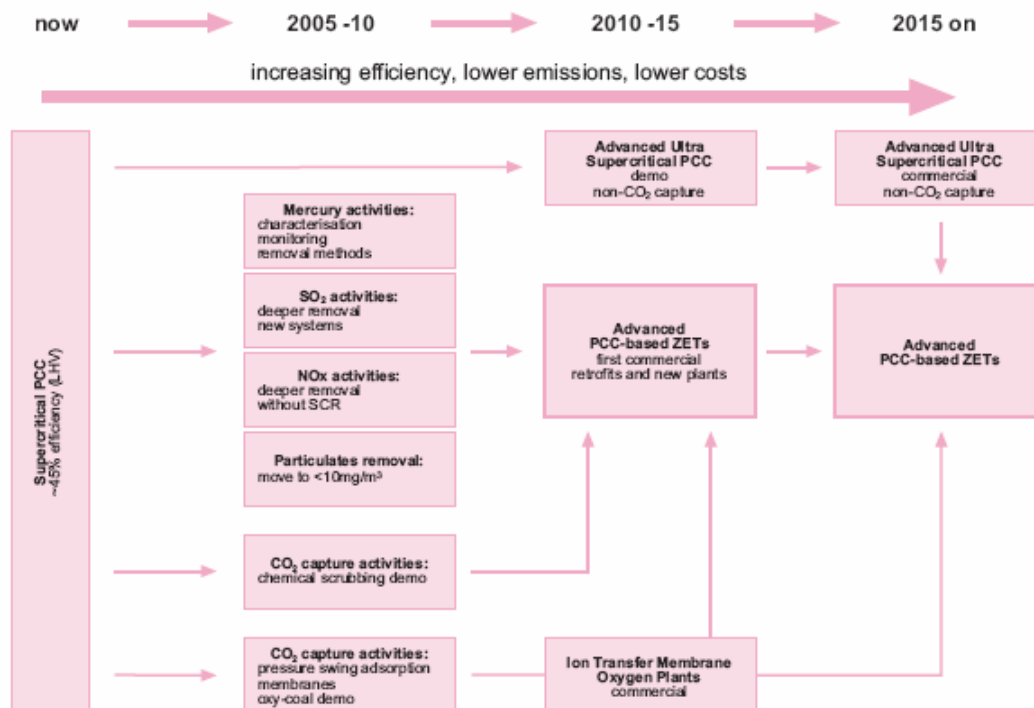 now 2005 -10 2010 -15 2015 on
increasing efficiency, lower emissions, lower costs
Supercritical PCC
~45% efficiency (LHV)
Advanced Ultra
Supercritical PCC
demo
non-CO₂ capture
Advanced Ultra
Supercritical PCC
commercial
non-CO₂ capture
Mercury activities:
characterisation
monitoring
removal methods
SO₂ activities:
deeper removal
new systems
NOx activities:
deeper removal
without SCR
Particulates removal:
move to <10mg/m³
Advanced
PCC-based ZETs
first commercial
retrofits and new plants
Advanced
PCC-based ZETs
CO₂ capture activities:
chemical scrubbing demo
CO₂ capture activities:
pressure swing adsorption
membranes
oxy-coal demo
Ion Transfer Membrane
Oxygen Plants
commercial